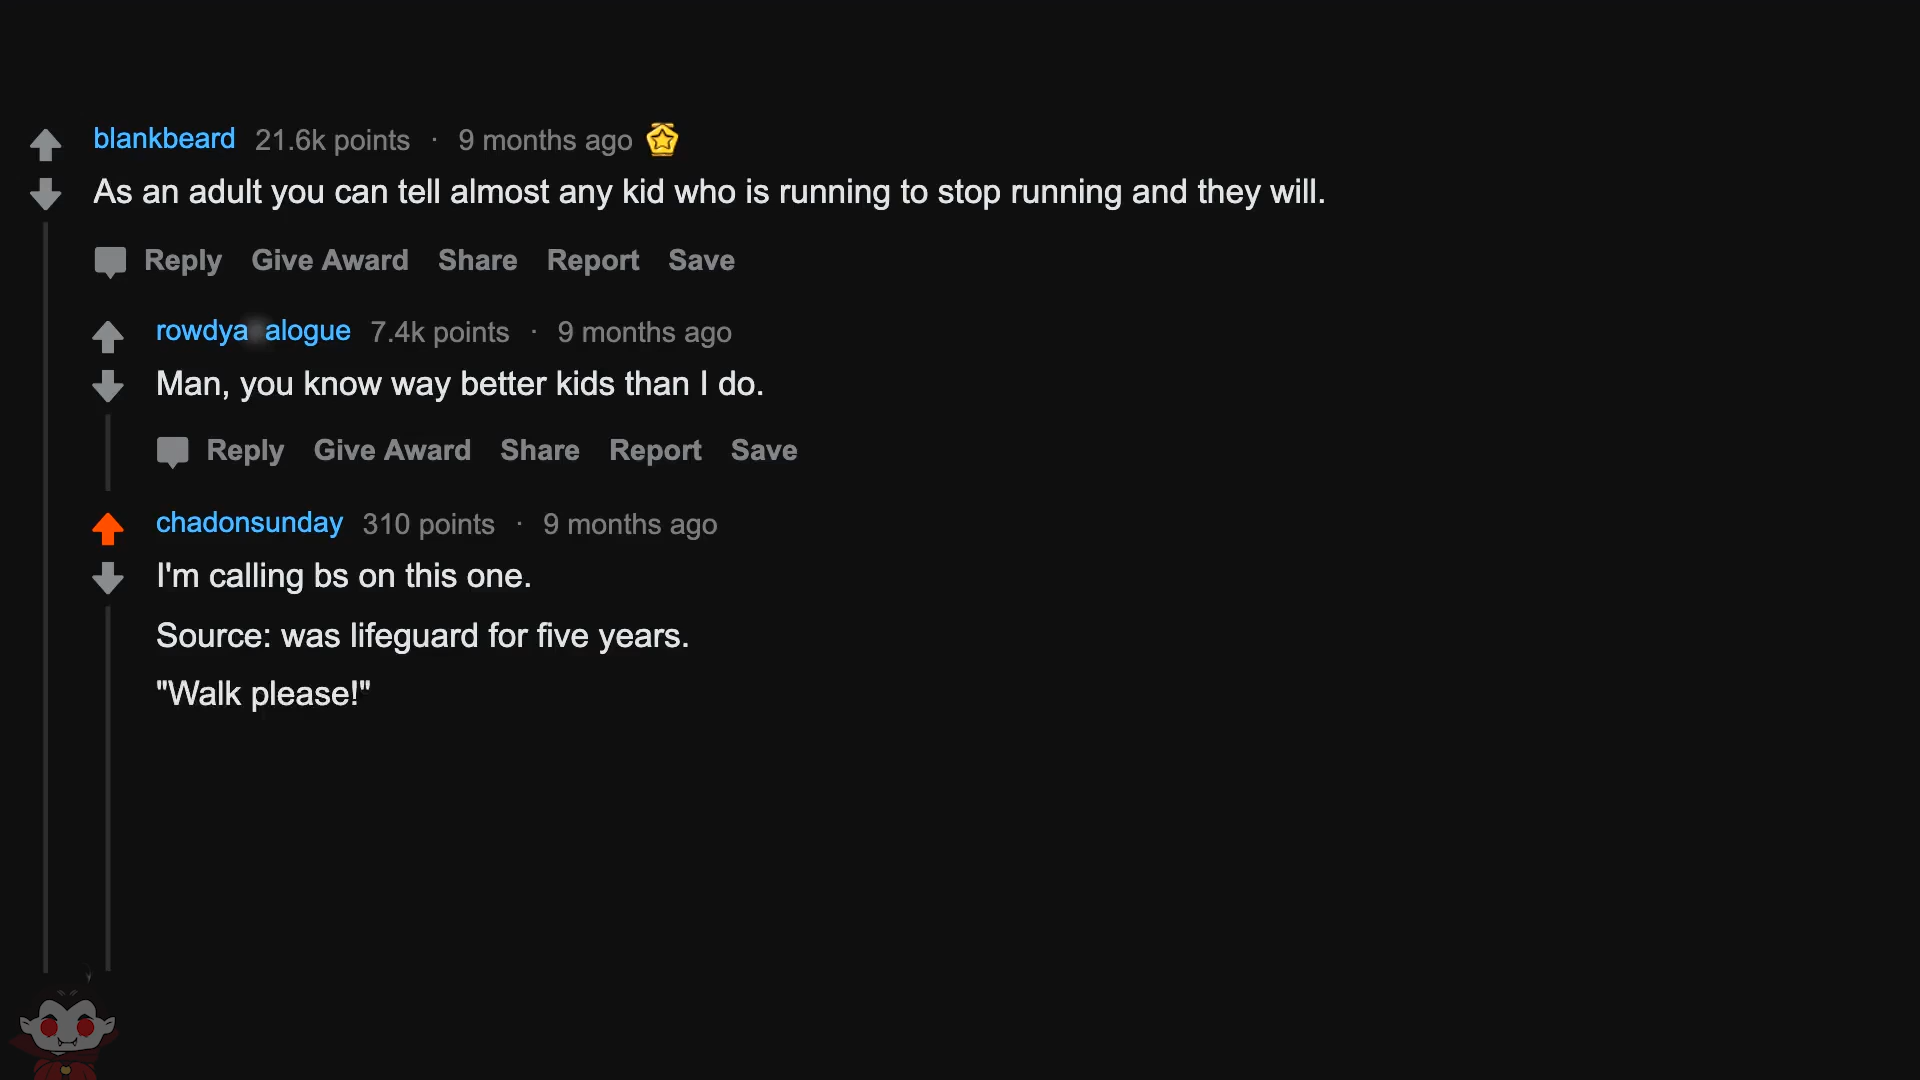 blankbeard 21.6k points · 9 months ago
As an adult you can tell almost any kid who is running to stop running and they will.
Reply Give Award Share Report Save
rowdya alogue 7.4k points · 9 months ago
Man, you know way better kids than I do.
Reply Give Award Share Report Save
chadonsunday 310 points · 9 months ago
I'm calling bs on this one.
Source: was lifeguard for five years.
"Walk please!"